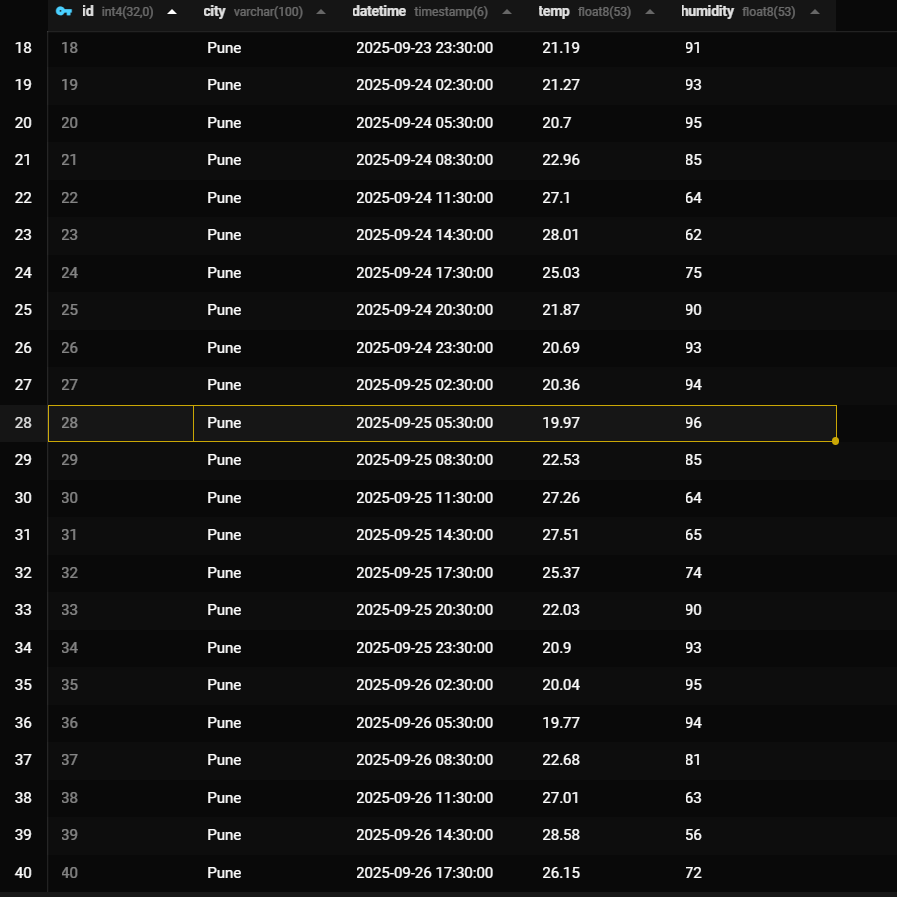 id int4(32,0) city varchar(100) datetime timestamp(6) temp float8(53) humidity float8(53)
18 18 Pune 2025-09-23 23:30:00 21.19 91
19 19 Pune 2025-09-24 02:30:00 21.27 93
20 20 Pune 2025-09-24 05:30:00 20.7 95
21 21 Pune 2025-09-24 08:30:00 22.96 85
22 22 Pune 2025-09-24 11:30:00 27.1 64
23 23 Pune 2025-09-24 14:30:00 28.01 62
24 24 Pune 2025-09-24 17:30:00 25.03 75
25 25 Pune 2025-09-24 20:30:00 21.87 90
26 26 Pune 2025-09-24 23:30:00 20.69 93
27 27 Pune 2025-09-25 02:30:00 20.36 94
28 28 Pune 2025-09-25 05:30:00 19.97 96
29 29 Pune 2025-09-25 08:30:00 22.53 85
30 30 Pune 2025-09-25 11:30:00 27.26 64
31 31 Pune 2025-09-25 14:30:00 27.51 65
32 32 Pune 2025-09-25 17:30:00 25.37 74
33 33 Pune 2025-09-25 20:30:00 22.03 90
34 34 Pune 2025-09-25 23:30:00 20.9 93
35 35 Pune 2025-09-26 02:30:00 20.04 95
36 36 Pune 2025-09-26 05:30:00 19.77 94
37 37 Pune 2025-09-26 08:30:00 22.68 81
38 38 Pune 2025-09-26 11:30:00 27.01 63
39 39 Pune 2025-09-26 14:30:00 28.58 56
40 40 Pune 2025-09-26 17:30:00 26.15 72